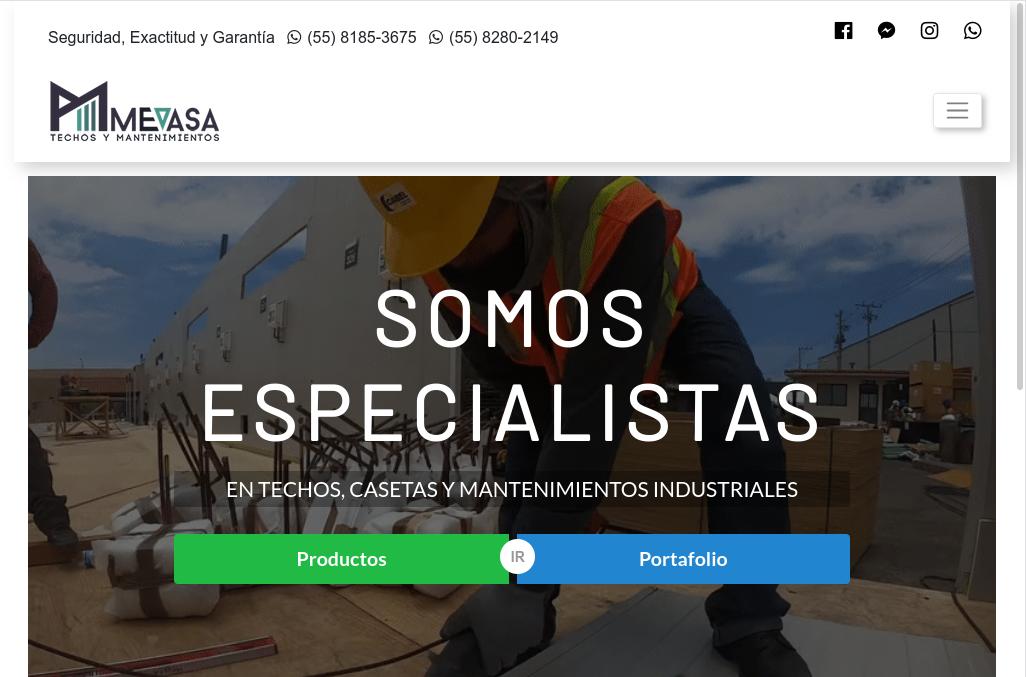 Seguridad, Exactitud y Garantía (55) 8185-3675 (55) 8280-2149
MEVASA
TECHOS Y MANTENIMIENTOS
SOMOS
ESPECIALISTAS
EN TECHOS, CASETAS Y MANTENIMIENTOS INDUSTRIALES
Productos IR Portafolio